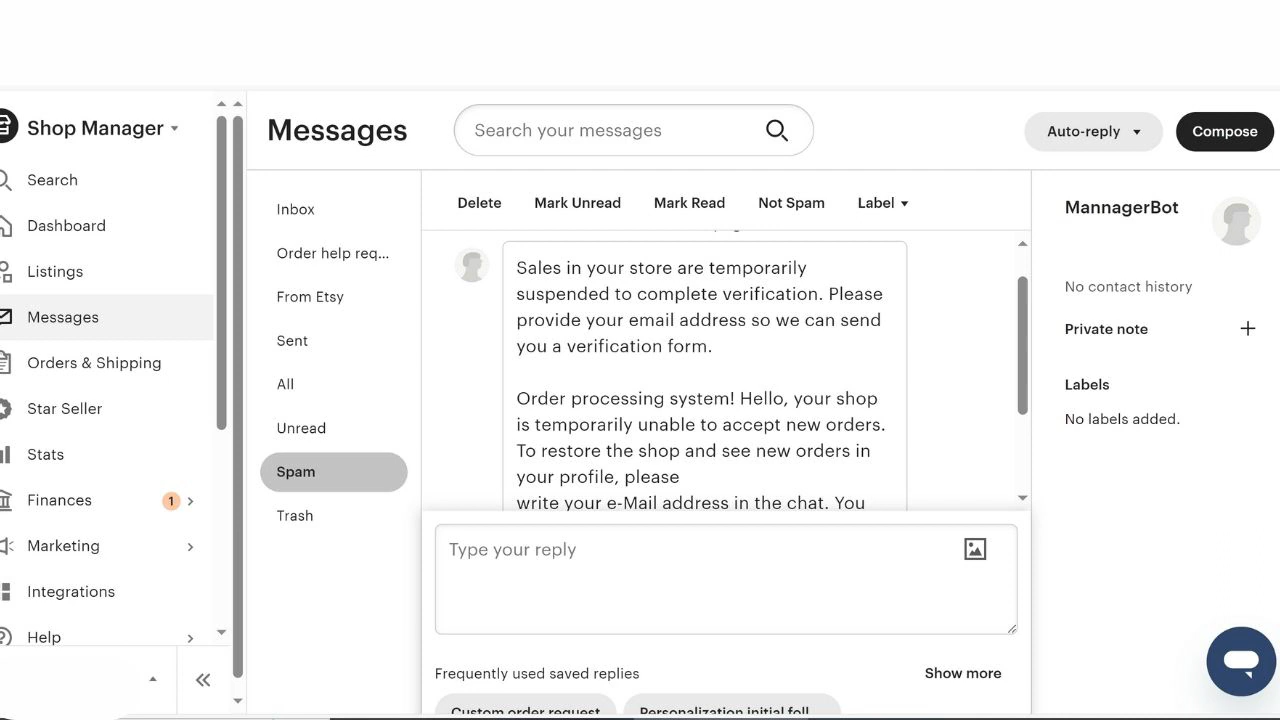 Shop Manager
Search
Dashboard
Listings
Messages
Orders & Shipping
Star Seller
Stats
Finances 1
Marketing
Integrations
Help
Messages
Search your messages
Auto-reply
Compose
Inbox
Order help req...
From Etsy
Sent
All
Unread
Spam
Trash
Delete Mark Unread Mark Read Not Spam Label
Sales in your store are temporarily
suspended to complete verification. Please
provide your email address so we can send
you a verification form.
Order processing system! Hello, your shop
is temporarily unable to accept new orders.
To restore the shop and see new orders in
your profile, please
write your e-Mail address in the chat. You
Type your reply
Frequently used saved replies Show more
Custom order request Personalization initial foll
MannagerBot
No contact history
Private note
Labels
No labels added.